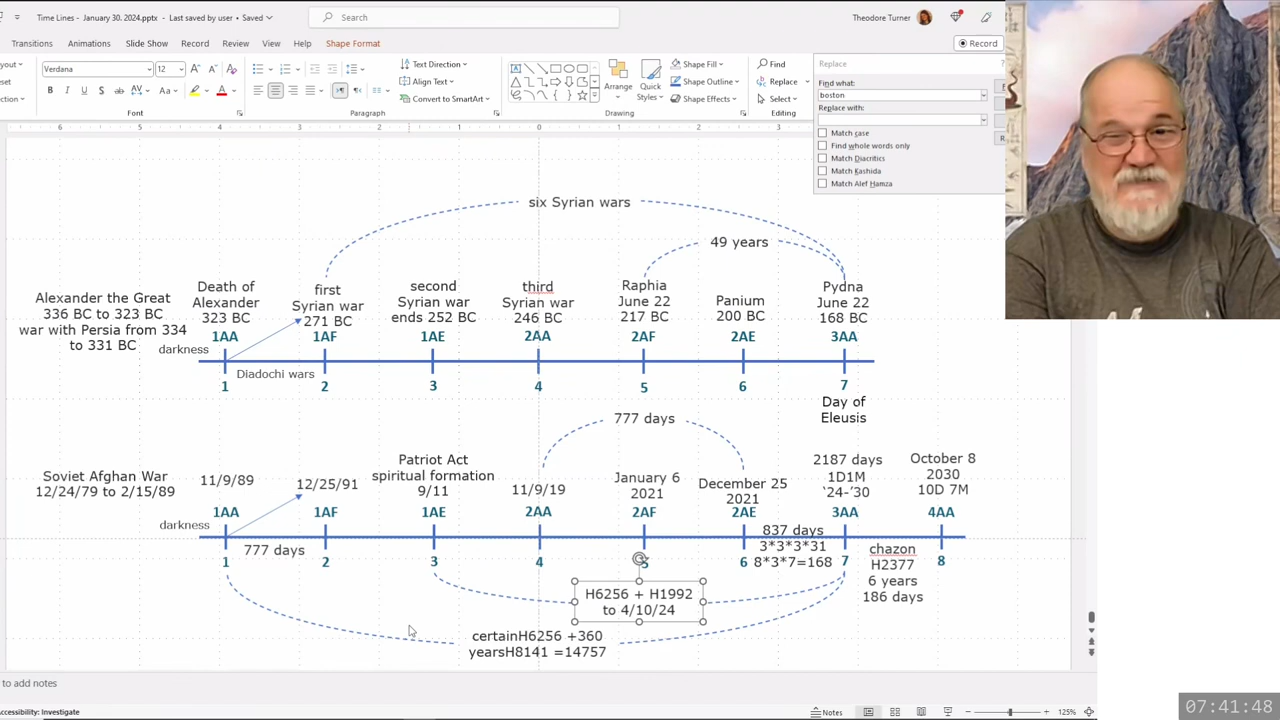 Time Lines - January 30, 2024.pptx • Last saved by user • Saved
Search
Theodore Turner
Transitions
Animations
Slide Show
Record
Review
View
Help
Shape Format
Record
Verdana
12
Font
Paragraph
Text Direction
Align Text
Convert to SmartArt
Arrange
Quick
Styles
Shape Fill
Shape Outline
Shape Effects
Drawing
Find
Replace
Select
Editing
Replace
Find what:
boston
Replace with:
Match case
Find whole words only
Match Diacritics
Match Kashida
Match Alef Hamza
6 5 4 3 2 1 0 1 2 3
six Syrian wars
49 years
Alexander the Great
336 BC to 323 BC
war with Persia from 334
to 331 BC
Death of
Alexander
323 BC
1AA
first
Syrian war
271 BC
1AF
second
Syrian war
ends 252 BC
1AE
third
Syrian war
246 BC
2AA
Raphia
June 22
217 BC
2AF
Panium
200 BC
2AE
Pydna
June 22
168 BC
3AA
darkness
Diadochi wars
1 2 3 4 5 6 7
Day of
Eleusis
777 days
Soviet Afghan War
12/24/79 to 2/15/89
11/9/89
1AA
12/25/91
1AF
Patriot Act
spiritual formation
9/11
1AE
11/9/19
2AA
January 6
2021
2AF
December 25
2021
2AE
2187 days
1D1M
‘24-’30
3AA
October 8
2030
10D 7M
4AA
darkness
777 days
837 days
3*3*3*31
8*3*7=168
1 2 3 4 5 6 7 8
chazon
H2377
6 years
186 days
H6256 + H1992
to 4/10/24
certainH6256 +360
yearsH8141 =14757
to add notes
Accessibility: Investigate
Notes
125%
07:41:48